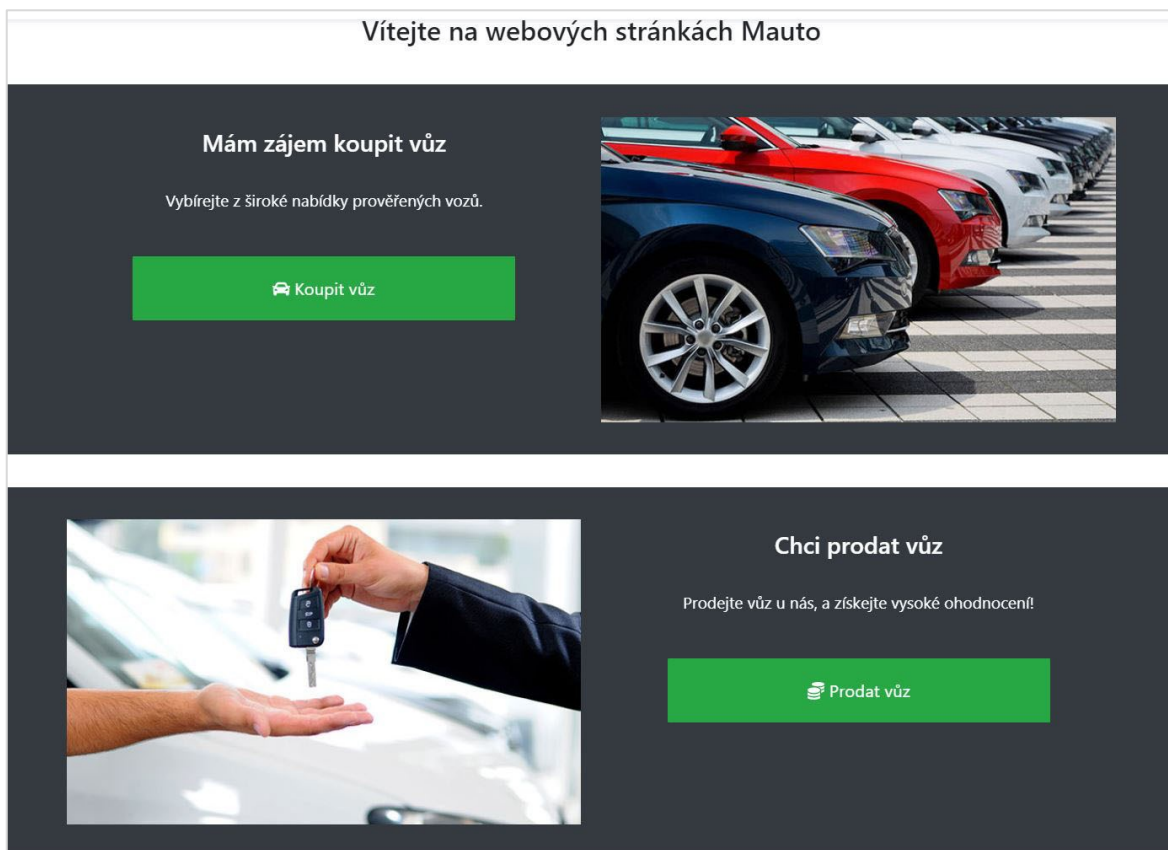 Vítejte na webových stránkách Mauto
Mám zájem koupit vůz
Vybírejte z široké nabídky prověřených vozů.
Koupit vůz
Chci prodat vůz
Prodejte vůz u nás, a získejte vysoké ohodnocení!
Prodat vůz